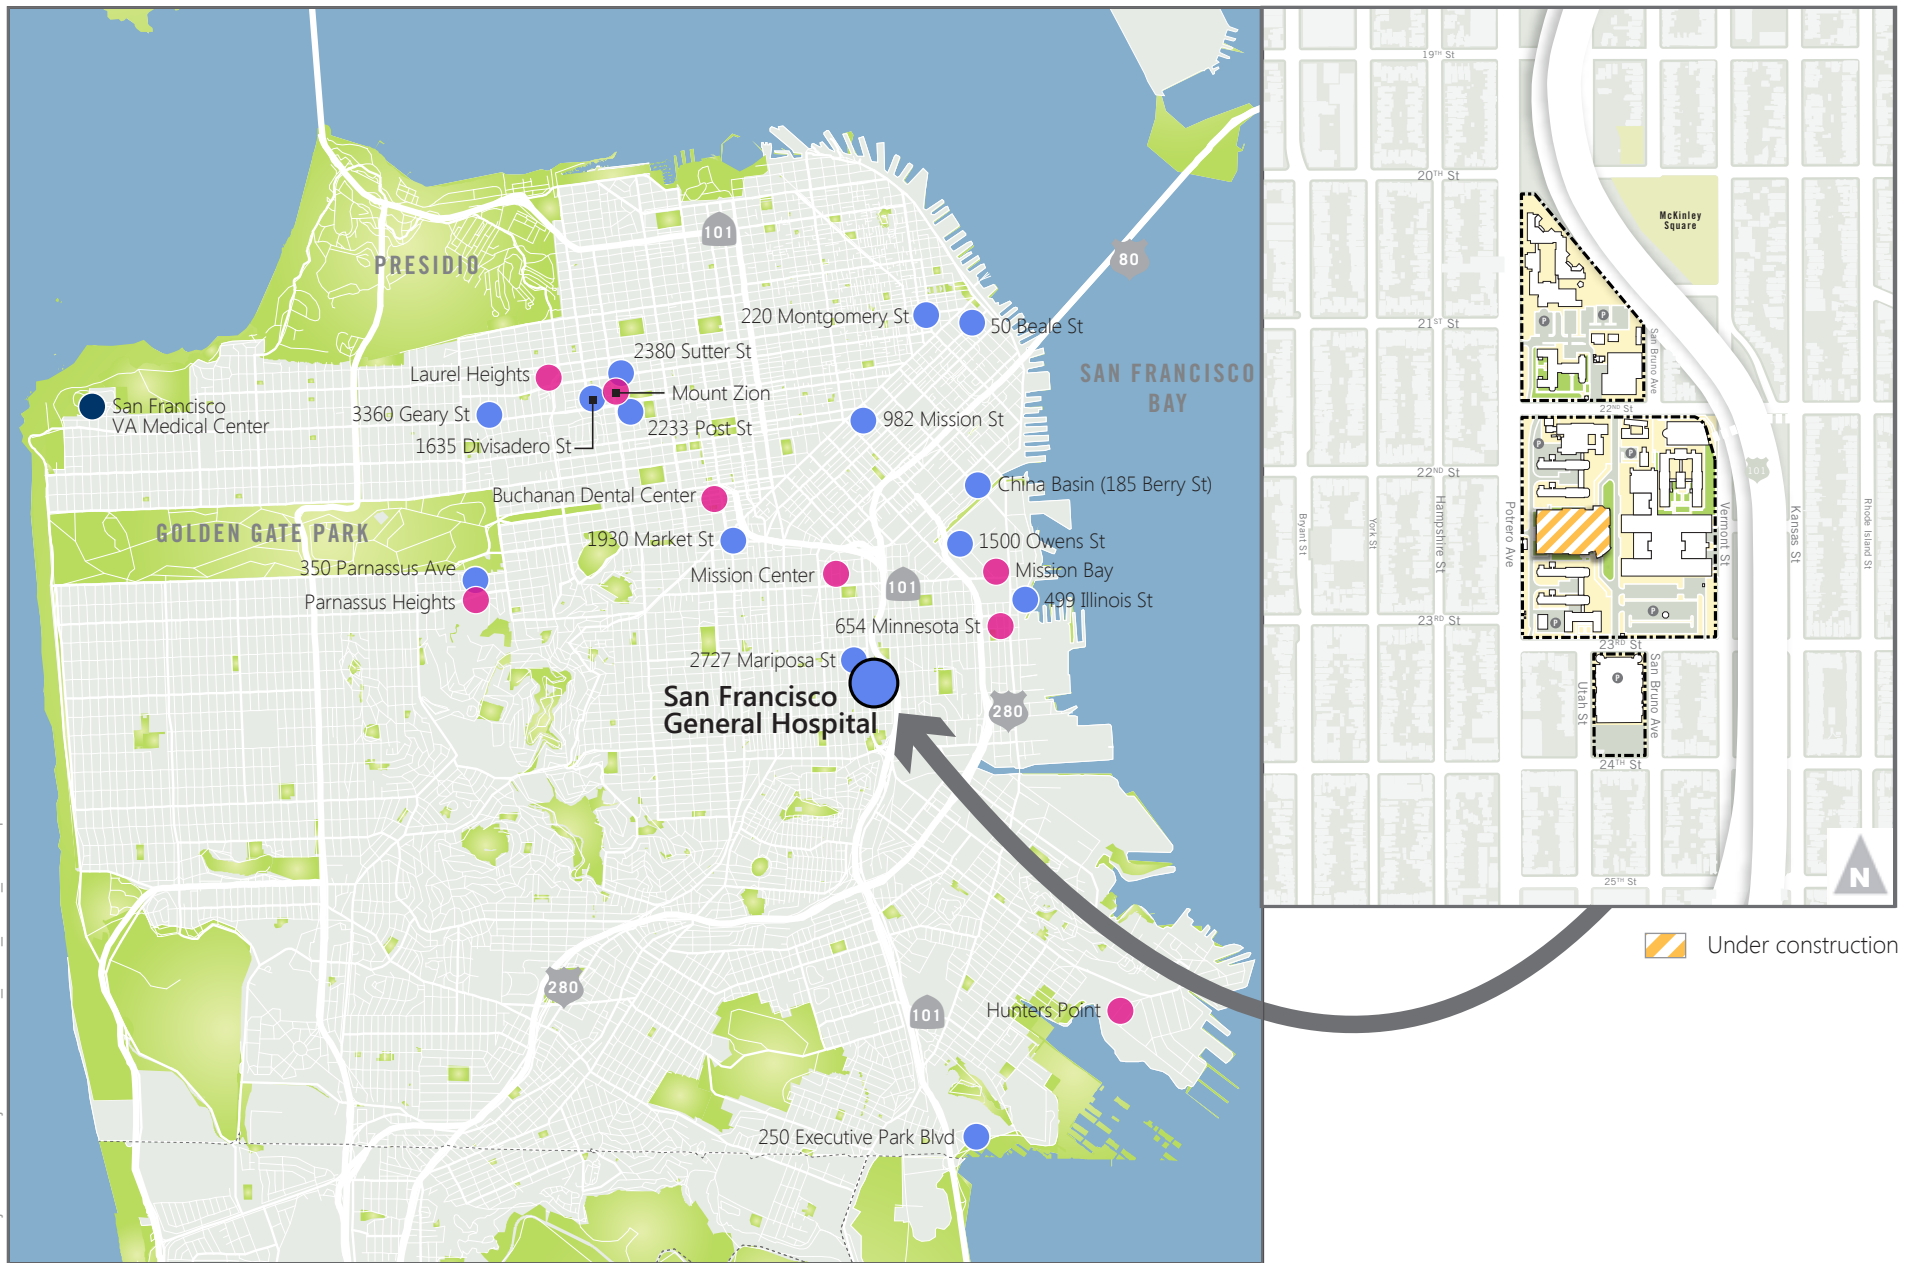 101
PRESIDIO
80
220 Montgomery St
50 Beale St
2380 Sutter St
SAN FRANCISCO
BAY
Laurel Heights
Mount Zion
San Francisco
VA Medical Center
3360 Geary St
2233 Post St
982 Mission St
1635 Divisadero St
China Basin (185 Berry St)
Buchanan Dental Center
GOLDEN GATE PARK
1930 Market St
1500 Owens St
350 Parnassus Ave
Mission Center
Mission Bay
101
Parnassus Heights
499 Illinois St
654 Minnesota St
2727 Mariposa St
San Francisco
General Hospital
280
280
101
Hunters Point
250 Executive Park Blvd
19TH St
20TH St
McKinley
Square
21ST St
P
P
San Bruno Ave
22ND St
P
P
22ND St
101
Bryant St
York St
Hampshire St
Potrero Ave
Vermont St
Kansas St
Rhode Island St
P
P
23RD St
23RD St
P
Utah St
San Bruno Ave
24TH St
25TH St
N
Under construction